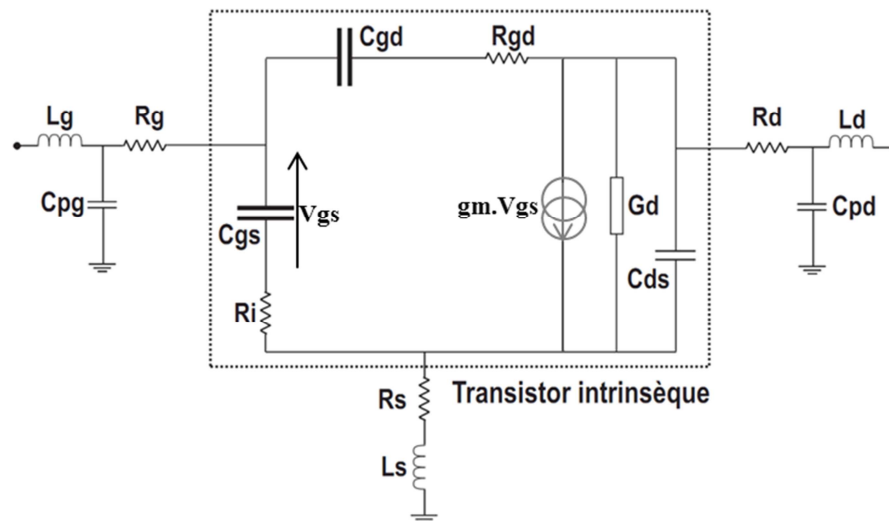 Cgd
Rgd
Lg
Rg
Rd
Ld
Cpg
Vgs
gm.Vgs
Gd
Cpd
Cgs
Cds
Ri
Rs
Transistor intrinsèque
Ls